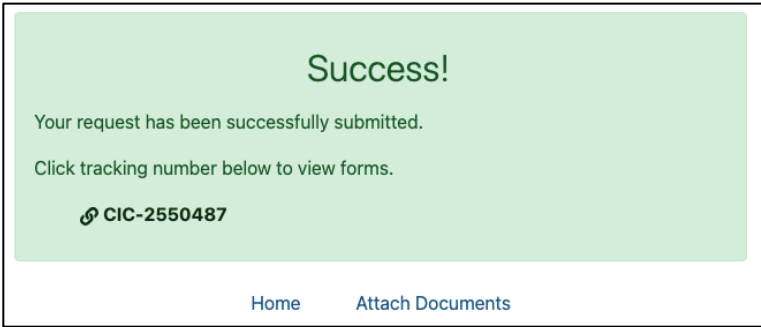 Success!
Your request has been successfully submitted.
Click tracking number below to view forms.
CIC-2550487
Home Attach Documents